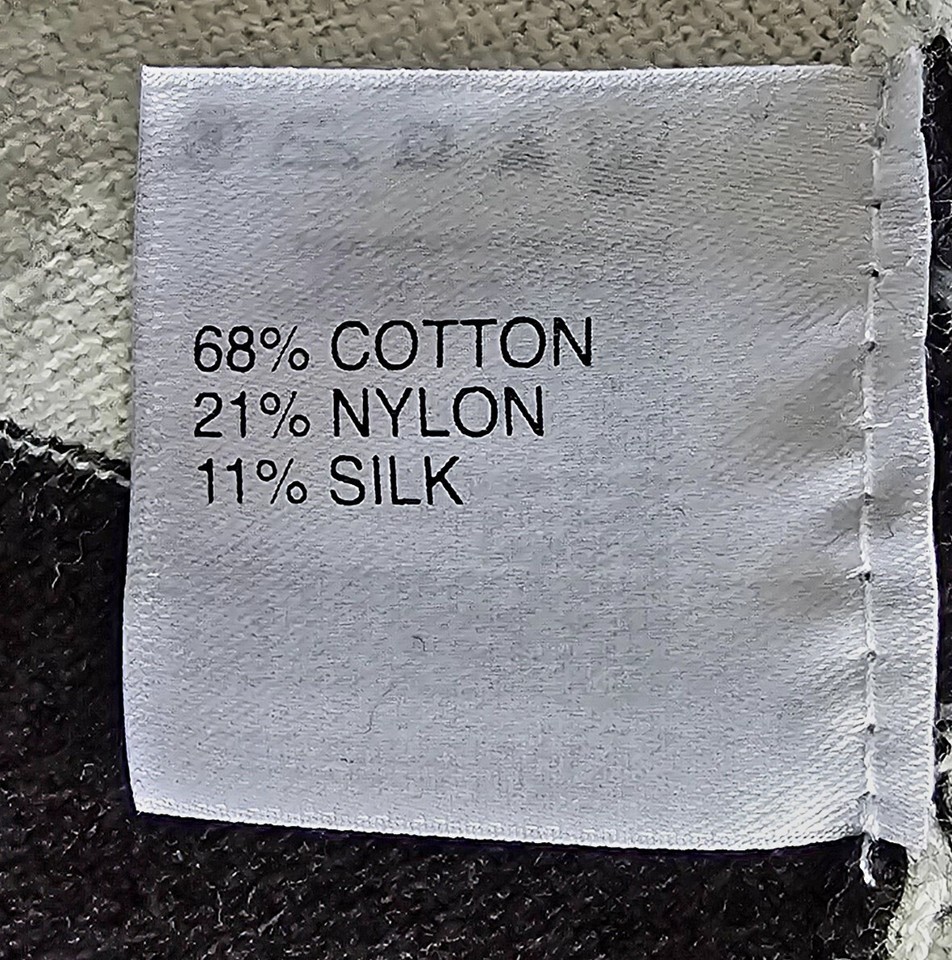 68% COTTON
21% NYLON
11% SILK